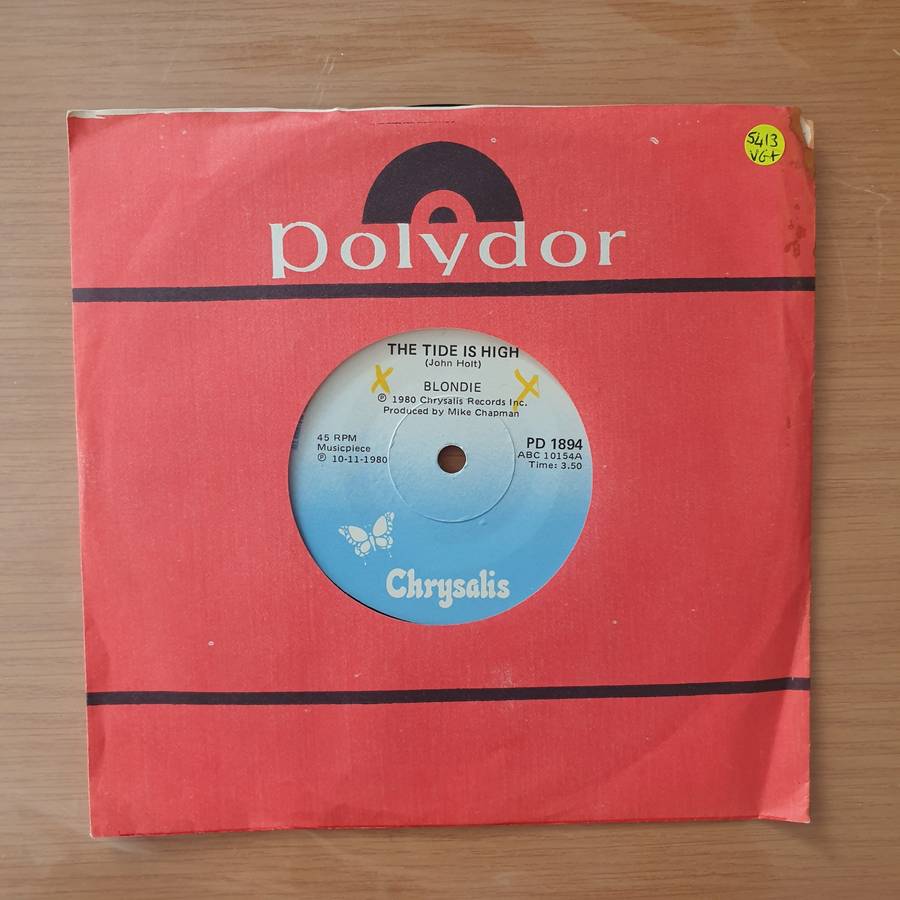 5413
VG+
polydor
THE TIDE IS HIGH
(John Holt)
X X
BLONDIE
℗ 1980 Chrysalis Records Inc.
Produced by Mike Chapman
45 RPM
Musicpiece
℗ 10-11-1980
PD 1894
ABC 10154A
Time: 3.50
Chrysalis